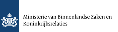 Ministerie van Binnenlandse Zaken en
Koninkrijksrelaties